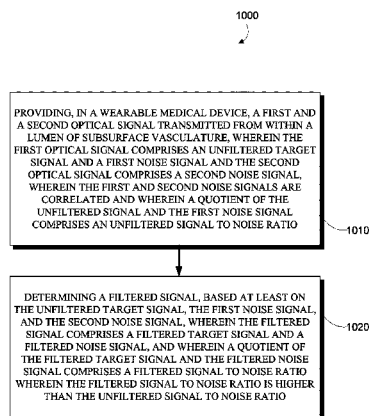 1000
PROVIDING, IN A WEARABLE MEDICAL DEVICE, A FIRST AND
A SECOND OPTICAL SIGNAL TRANSMITTED FROM WITHIN A
LUMEN OF SUBSURFACE VASCULATURE, WHEREIN THE
FIRST OPTICAL SIGNAL COMPRISES AN UNFILTERED TARGET
SIGNAL AND A FIRST NOISE SIGNAL AND THE SECOND
OPTICAL SIGNAL COMPRISES A SECOND NOISE SIGNAL,
WHEREIN THE FIRST AND SECOND NOISE SIGNALS ARE
CORRELATED AND WHEREIN A QUOTIENT OF THE
UNFILTERED SIGNAL AND THE FIRST NOISE SIGNAL
COMPRISES AN UNFILTERED SIGNAL TO NOISE RATIO
1010
DETERMINING A FILTERED SIGNAL, BASED AT LEAST ON
THE UNFILTERED TARGET SIGNAL, THE FIRST NOISE SIGNAL,
AND THE SECOND NOISE SIGNAL, WHEREIN THE FILTERED
SIGNAL COMPRISES A FILTERED TARGET SIGNAL AND A
FILTERED NOISE SIGNAL, AND WHEREIN A QUOTIENT OF
THE FILTERED TARGET SIGNAL AND THE FILTERED NOISE
SIGNAL COMPRISES A FILTERED SIGNAL TO NOISE RATIO
WHEREIN THE FILTERED SIGNAL TO NOISE RATIO IS HIGHER
THAN THE UNFILTERED SIGNAL TO NOISE RATIO
1020